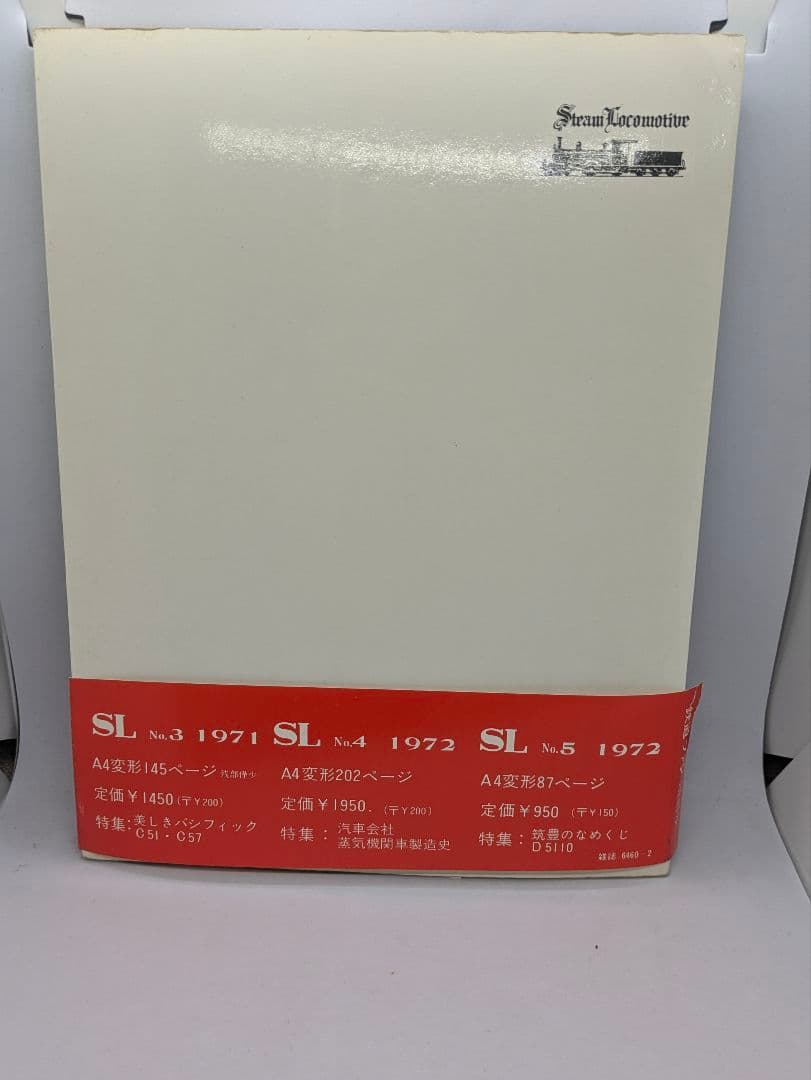 Steam Locomotive
SL No.3 1971
A4変形145ページ 残部僅少
定価¥1450(〒¥200)
特集:美しきパシフィック
C51・C57
SL No.4 1972
A4変形202ページ
定価¥1950.(〒¥200)
特集:汽車会社
蒸気機関車製造史
SL No.5 1972
A4変形87ページ
定価¥950 (〒¥150)
特集:筑豊のなめくじ
D5110
雑誌 6460-2